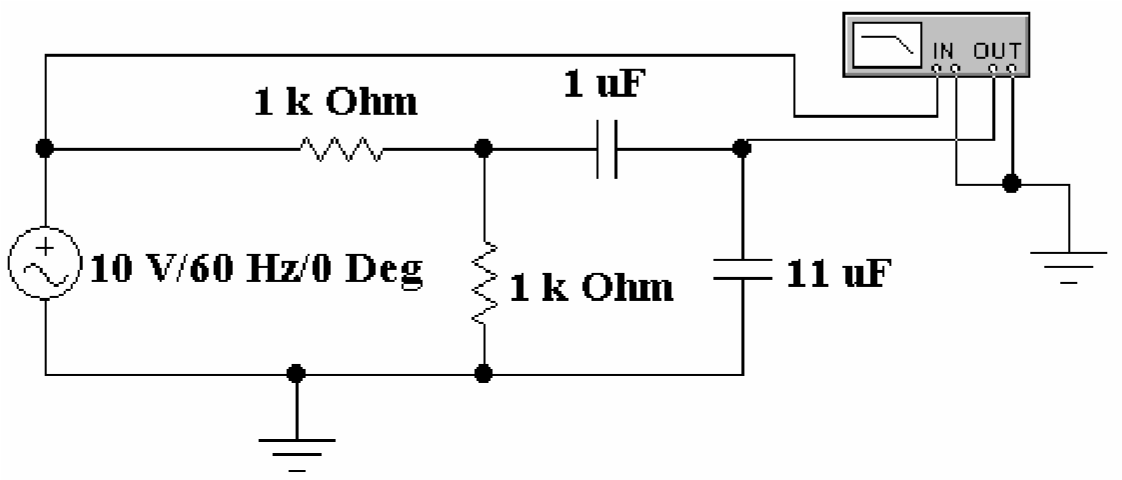 IN OUT
1 k Ohm
1 uF
10 V/60 Hz/0 Deg
1 k Ohm
11 uF